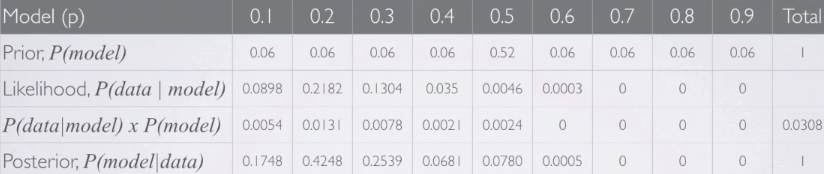 Model (p) 0.1 0.2 0.3 0.4 0.5 0.6 0.7 0.8 0.9 Total
Prior, P(model) 0.06 0.06 0.06 0.06 0.52 0.06 0.06 0.06 0.06 1
Likelihood, P(data | model) 0.0898 0.2182 0.1304 0.035 0.0046 0.0003 0 0 0
P(data|model) x P(model) 0.0054 0.0131 0.0078 0.0021 0.0024 0 0 0 0 0.0308
Posterior, P(model|data) 0.1748 0.4248 0.2539 0.0681 0.0780 0.0005 0 0 0 1